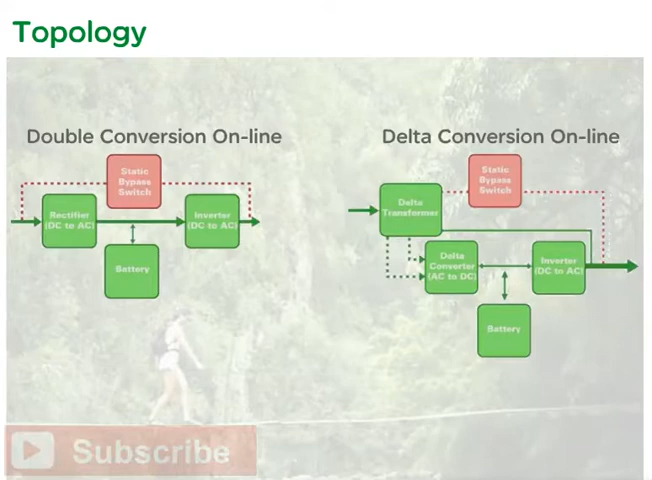 Topology
Double Conversion On-line
Delta Conversion On-line
Static
Bypass
Switch
Rectifier
(DC to AC)
Inverter
(DC to AC)
Battery
Static
Bypass
Switch
Delta
Transformer
Delta
Converter
(AC to DC)
Inverter
(DC to AC)
Battery
Subscribe